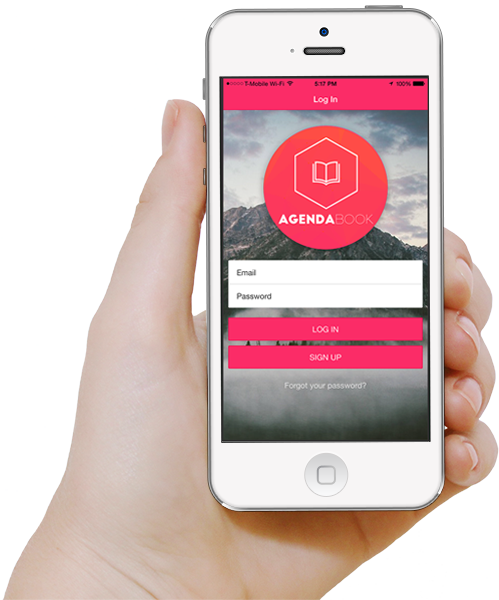 T-Mobile Wi-Fi 5:17 PM 100%
Log In
AGENDABOOK
Email
Password
LOG IN
SIGN UP
Forgot your password?